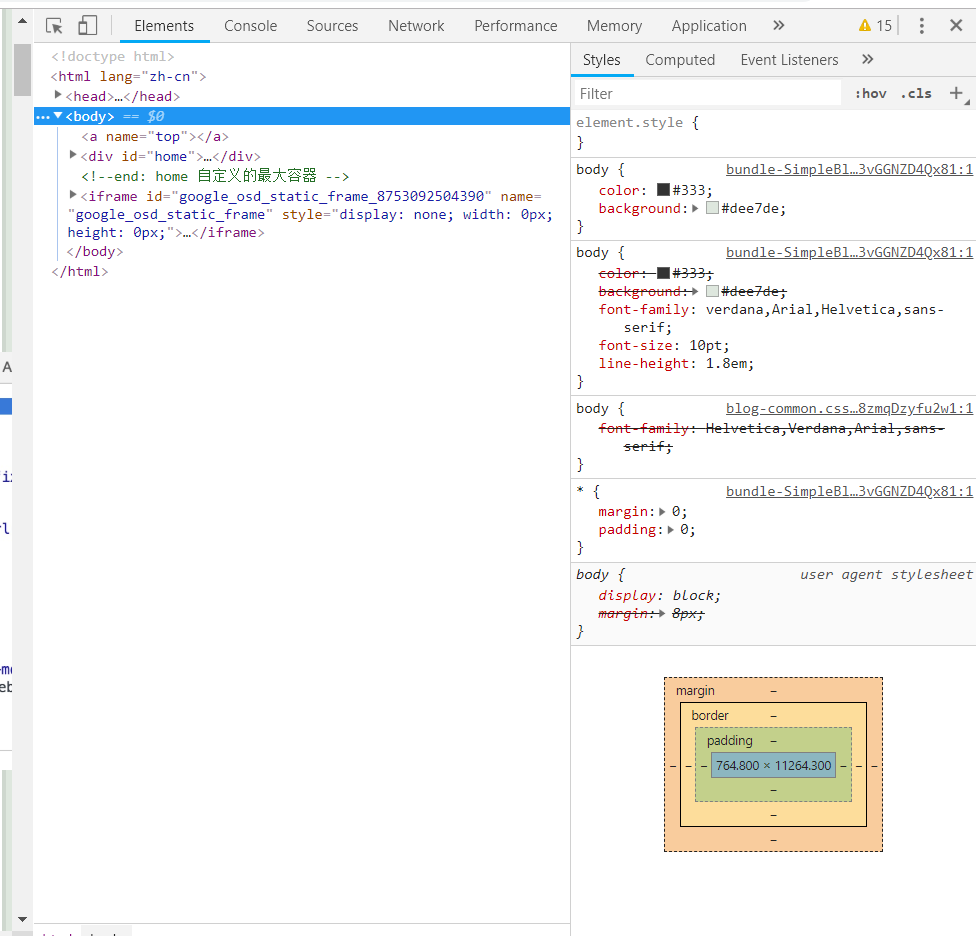 Elements Console Sources Network Performance Memory Application » 15
<!doctype html>
<html lang="zh-cn">
<head>…</head>
<body> == $0
<a name="top"></a>
<div id="home">…</div>
<!--end: home 自定义的最大容器 -->
<iframe id="google_osd_static_frame_8753092504390" name=
"google_osd_static_frame" style="display: none; width: 0px;
height: 0px;">…</iframe>
</body>
</html>
Styles Computed Event Listeners »
Filter :hov .cls +
element.style {
}
body { bundle-SimpleBl…3vGGNZD4Qx81:1
color: #333;
background: #dee7de;
}
body { bundle-SimpleBl…3vGGNZD4Qx81:1
color: #333;
background: #dee7de;
font-family: verdana,Arial,Helvetica,sans-
serif;
font-size: 10pt;
line-height: 1.8em;
}
body { blog-common.css…8zmqDzyfu2w1:1
font-family: Helvetica,Verdana,Arial,sans-
serif;
}
* { bundle-SimpleBl…3vGGNZD4Qx81:1
margin: 0;
padding: 0;
}
body { user agent stylesheet
display: block;
margin: 8px;
}
margin –
border –
padding –
– – – 764.800 × 11264.300 – – –
–
–
–